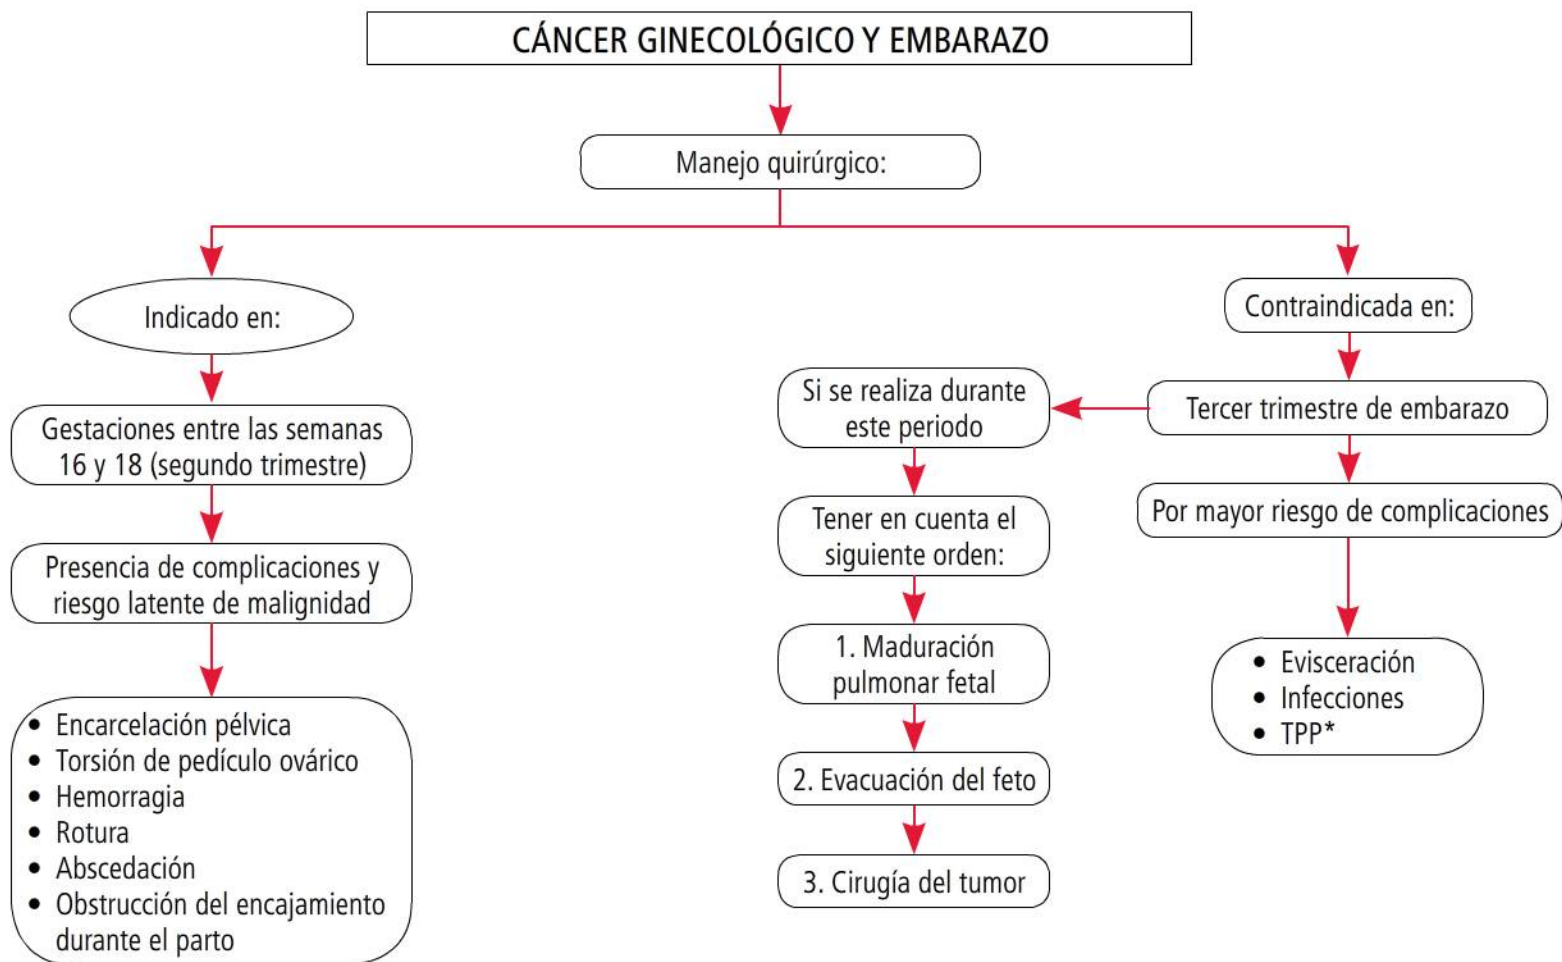 CÁNCER GINECOLÓGICO Y EMBARAZO
Manejo quirúrgico:
Indicado en:
Gestaciones entre las semanas
16 y 18 (segundo trimestre)
Presencia de complicaciones y
riesgo latente de malignidad
• Encarcelación pélvica
• Torsión de pedículo ovárico
• Hemorragia
• Rotura
• Abscedación
• Obstrucción del encajamiento
durante el parto
Contraindicada en:
Tercer trimestre de embarazo
Si se realiza durante
este periodo
Tener en cuenta el
siguiente orden:
1. Maduración
pulmonar fetal
2. Evacuación del feto
3. Cirugía del tumor
Por mayor riesgo de complicaciones
• Evisceración
• Infecciones
• TPP*